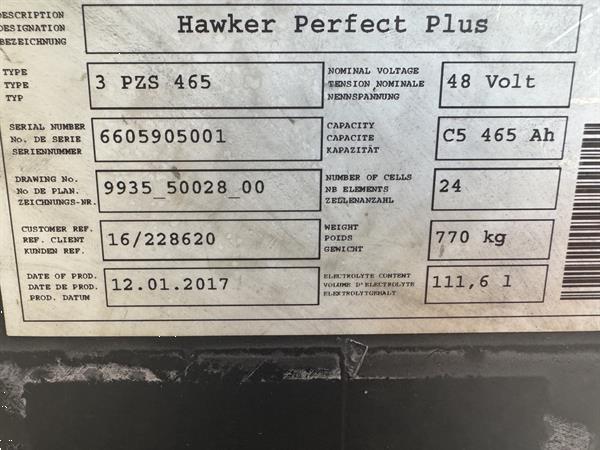 DESCRIPTION
DESIGNATION
BEZEICHNUNG
Hawker Perfect Plus
TYPE
TYPE
TYP
3 PZS 465
NOMINAL VOLTAGE
TENSION NOMINALE
NENNSPANNUNG
48 Volt
SERIAL NUMBER
No. DE SERIE
SERIENNUMMER
6605905001
CAPACITY
CAPACITE
KAPAZITÄT
C5 465 Ah
DRAWING No.
No DE PLAN.
ZEICHNUNGS-NR.
9935_50028_00
NUMBER OF CELLS
NB ELEMENTS
ZELLENANZAHL
24
CUSTOMER REF.
REF. CLIENT
KUNDEN REF.
16/228620
WEIGHT
POIDS
GEWICHT
770 kg
DATE OF PROD.
DATE DE PROD.
PROD. DATUM
12.01.2017
ELECTROLYTE CONTENT
VOLUME D'ELECTROLYTE
ELEKTROLYTGEHALT
111,6 l